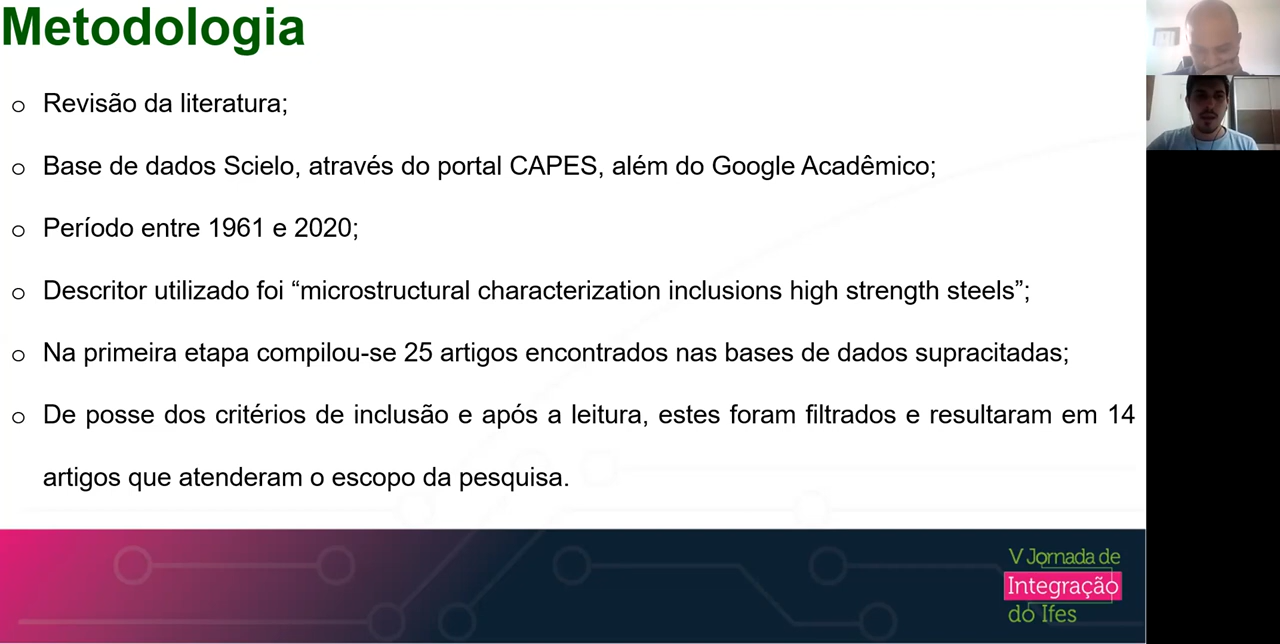 Metodologia
o Revisão da literatura;
o Base de dados Scielo, através do portal CAPES, além do Google Acadêmico;
o Período entre 1961 e 2020;
o Descritor utilizado foi “microstructural characterization inclusions high strength steels”;
o Na primeira etapa compilou-se 25 artigos encontrados nas bases de dados supracitadas;
o De posse dos critérios de inclusão e após a leitura, estes foram filtrados e resultaram em 14
artigos que atenderam o escopo da pesquisa.
V Jornada de
Integração
do Ifes